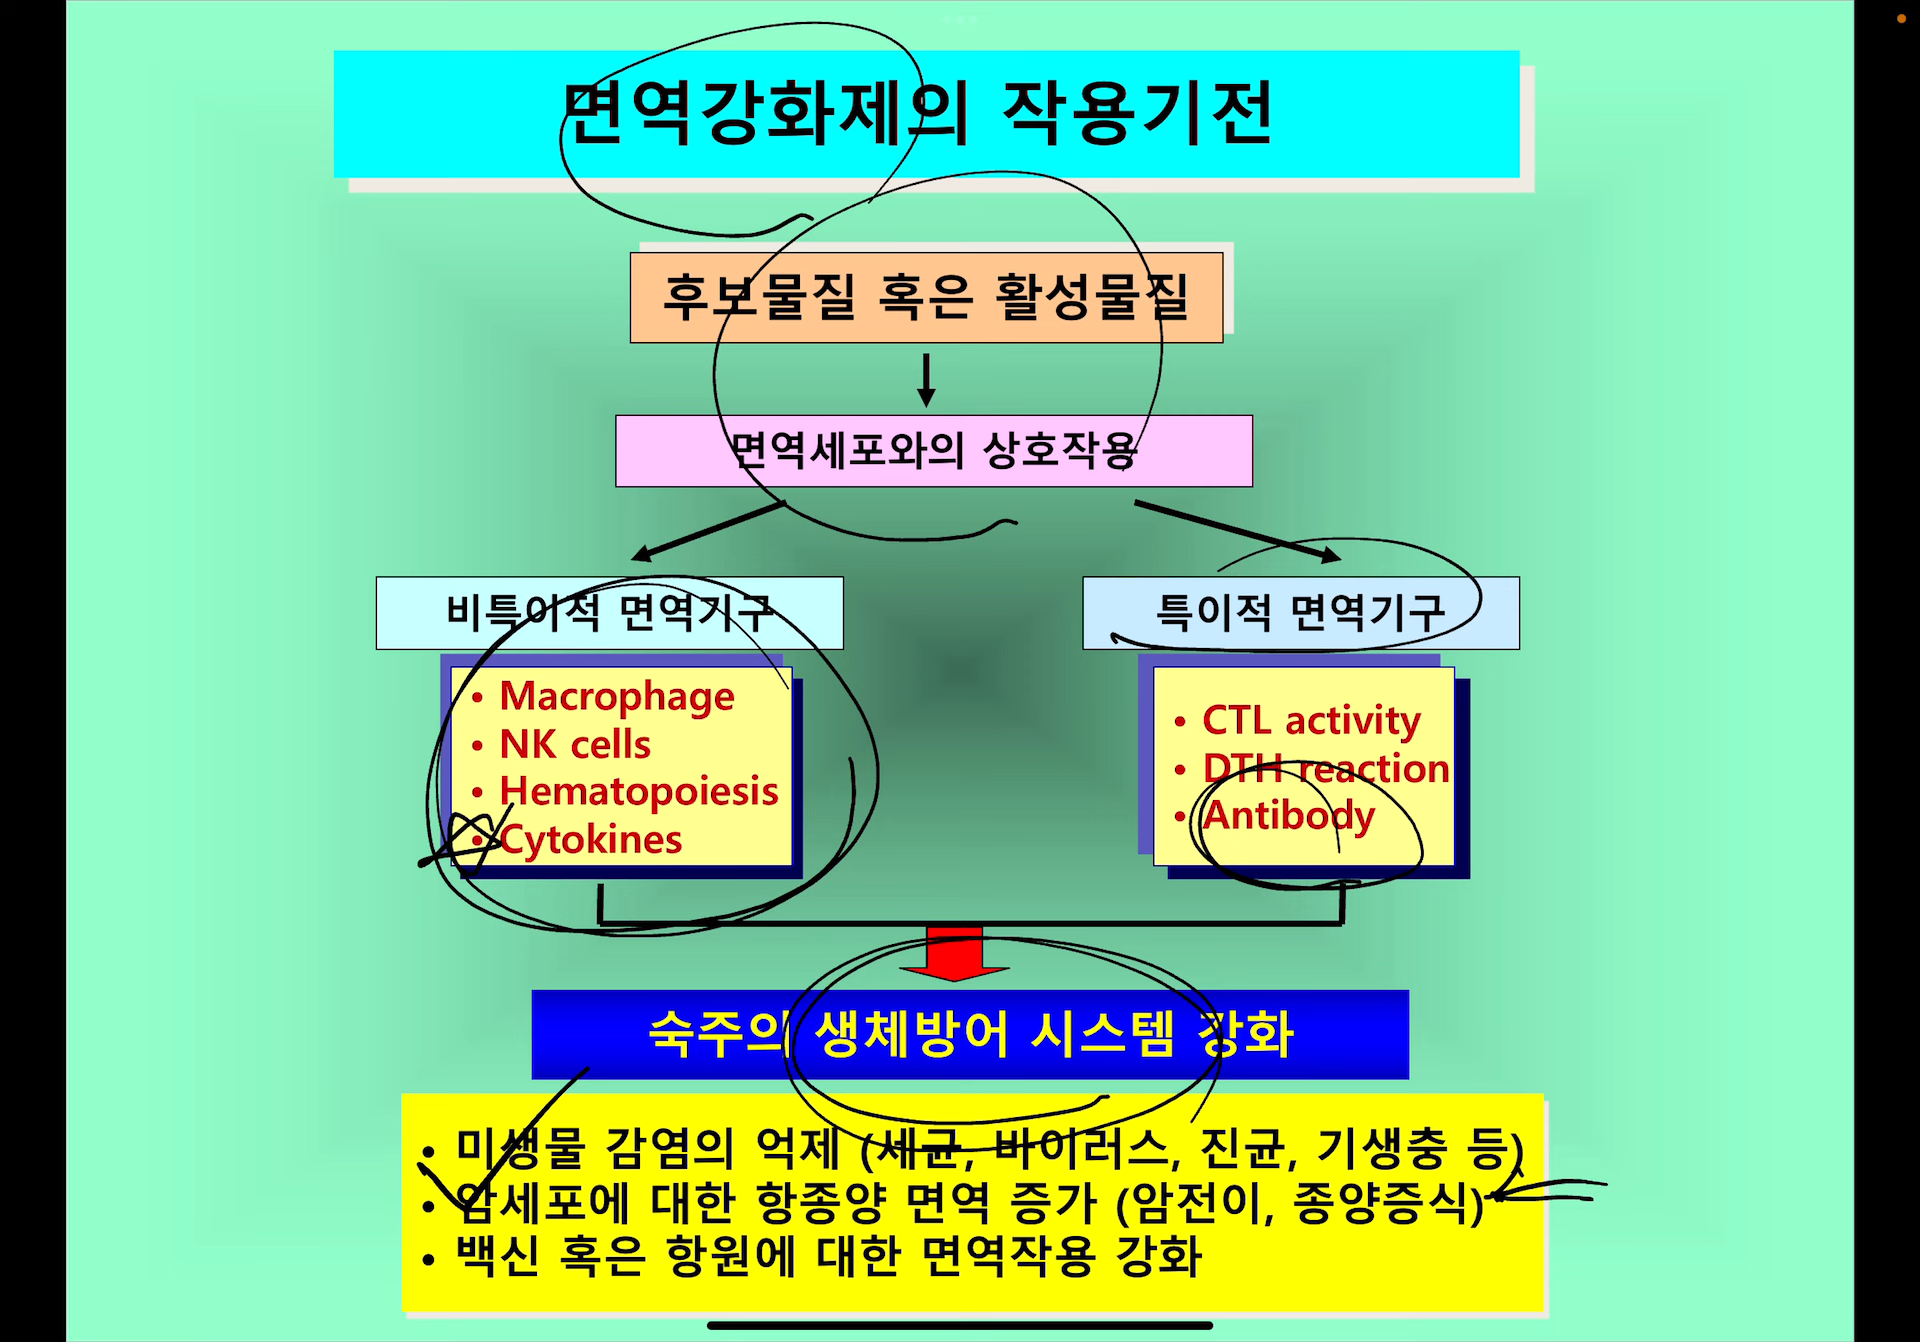 면역강화제의 작용기전
후보물질 혹은 활성물질
면역세포와의 상호작용
비특이적 면역기구
특이적 면역기구
• Macrophage
• NK cells
• Hematopoiesis
• Cytokines
• CTL activity
• DTH reaction
• Antibody
숙주의 생체방어 시스템 강화
• 미생물 감염의 억제 (세균, 바이러스, 진균, 기생충 등)
• 암세포에 대한 항종양 면역 증가 (암전이, 종양증식)
• 백신 혹은 항원에 대한 면역작용 강화